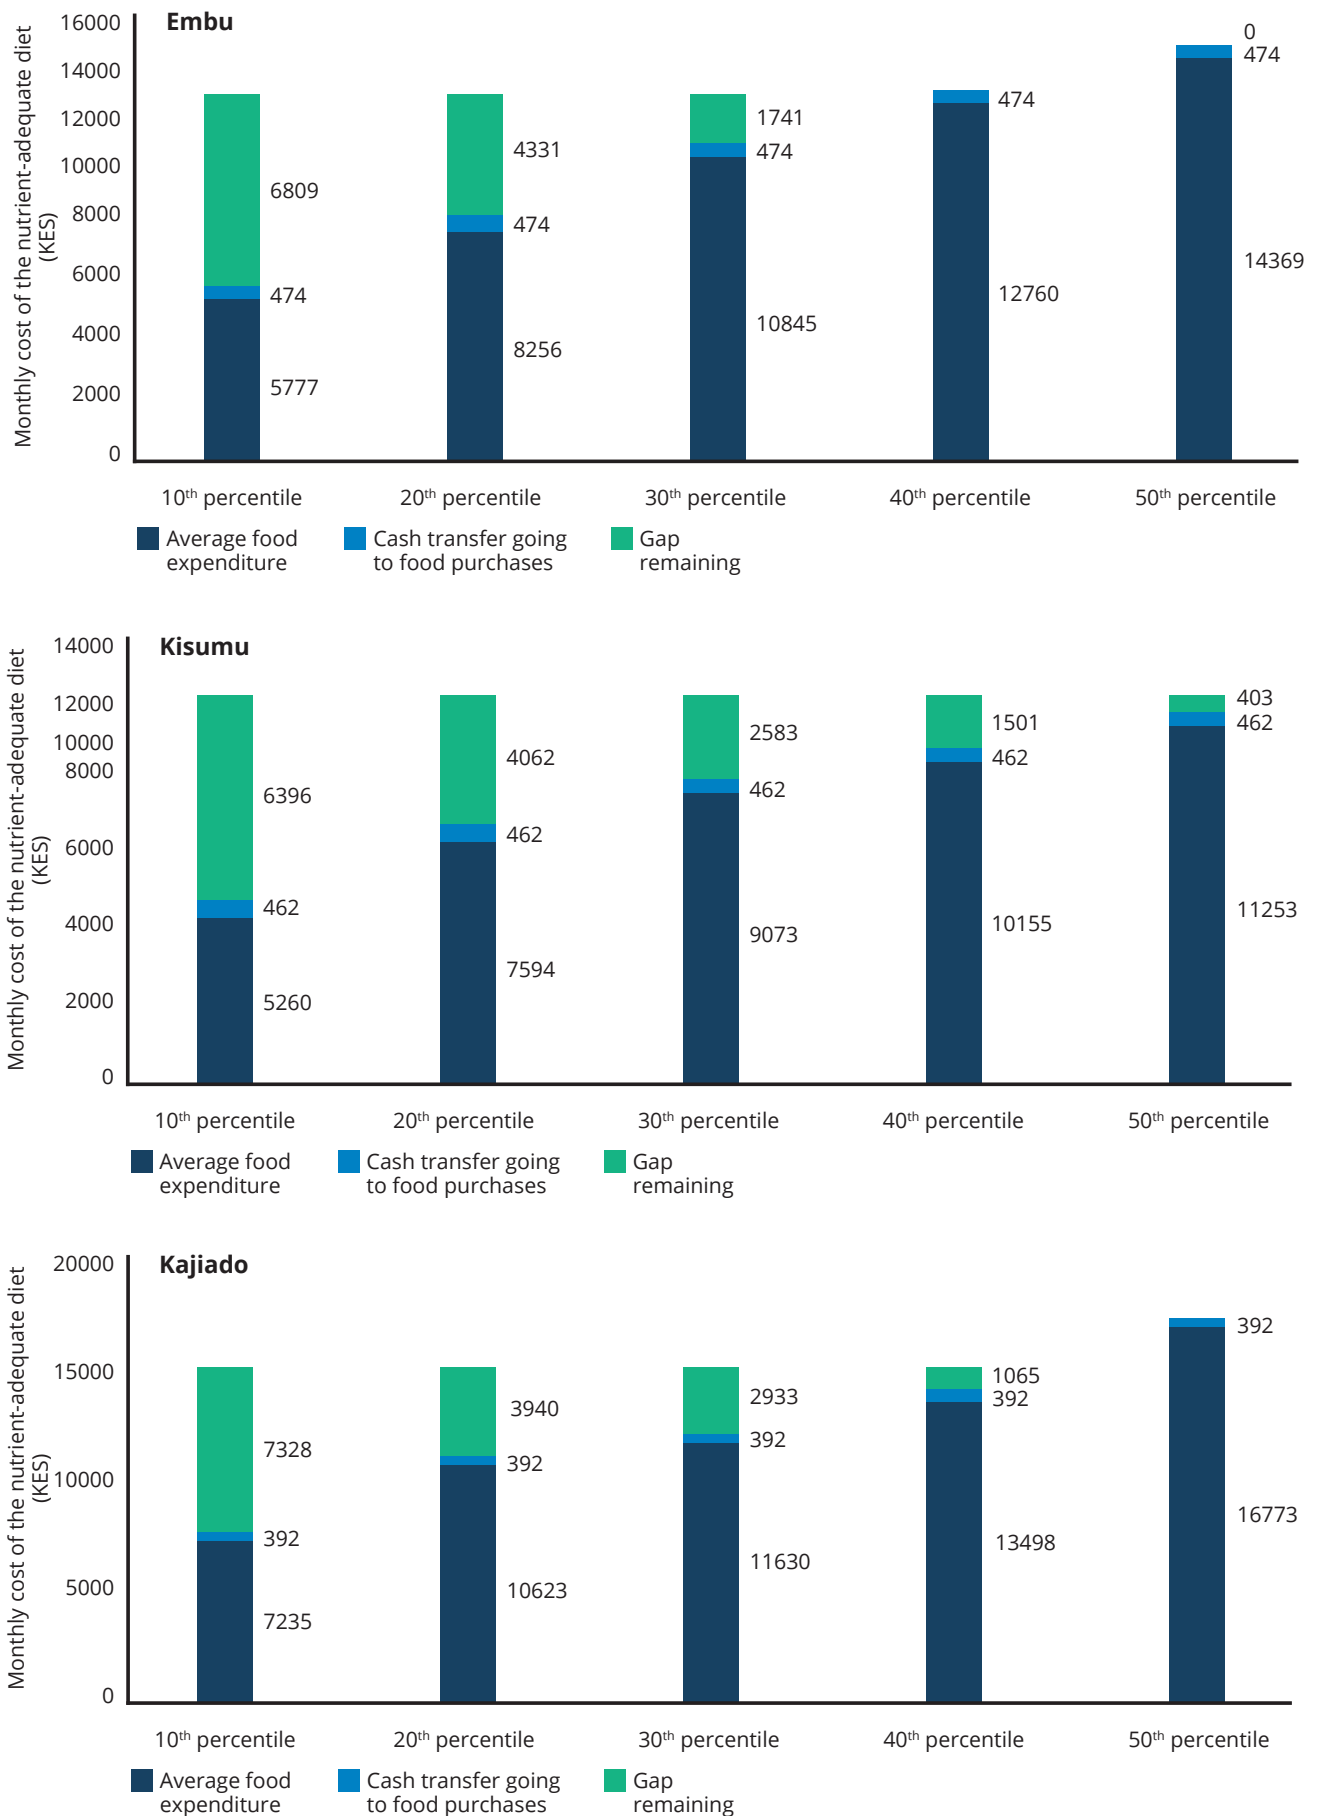 Embu
Monthly cost of the nutrient-adequate diet
(KES)
16000
14000
12000
10000
8000
6000
4000
2000
0
6809
474
5777
4331
474
8256
1741
474
10845
474
12760
0
474
14369
10th percentile
20th percentile
30th percentile
40th percentile
50th percentile
Average food
expenditure
Cash transfer going
to food purchases
Gap
remaining
Kisumu
Monthly cost of the nutrient-adequate diet
(KES)
14000
12000
10000
8000
6000
4000
2000
0
6396
462
5260
4062
462
7594
2583
462
9073
1501
462
10155
403
462
11253
10th percentile
20th percentile
30th percentile
40th percentile
50th percentile
Average food
expenditure
Cash transfer going
to food purchases
Gap
remaining
Kajiado
Monthly cost of the nutrient-adequate diet
(KES)
20000
15000
10000
5000
0
7328
392
7235
3940
392
10623
2933
392
11630
1065
392
13498
392
16773
10th percentile
20th percentile
30th percentile
40th percentile
50th percentile
Average food
expenditure
Cash transfer going
to food purchases
Gap
remaining